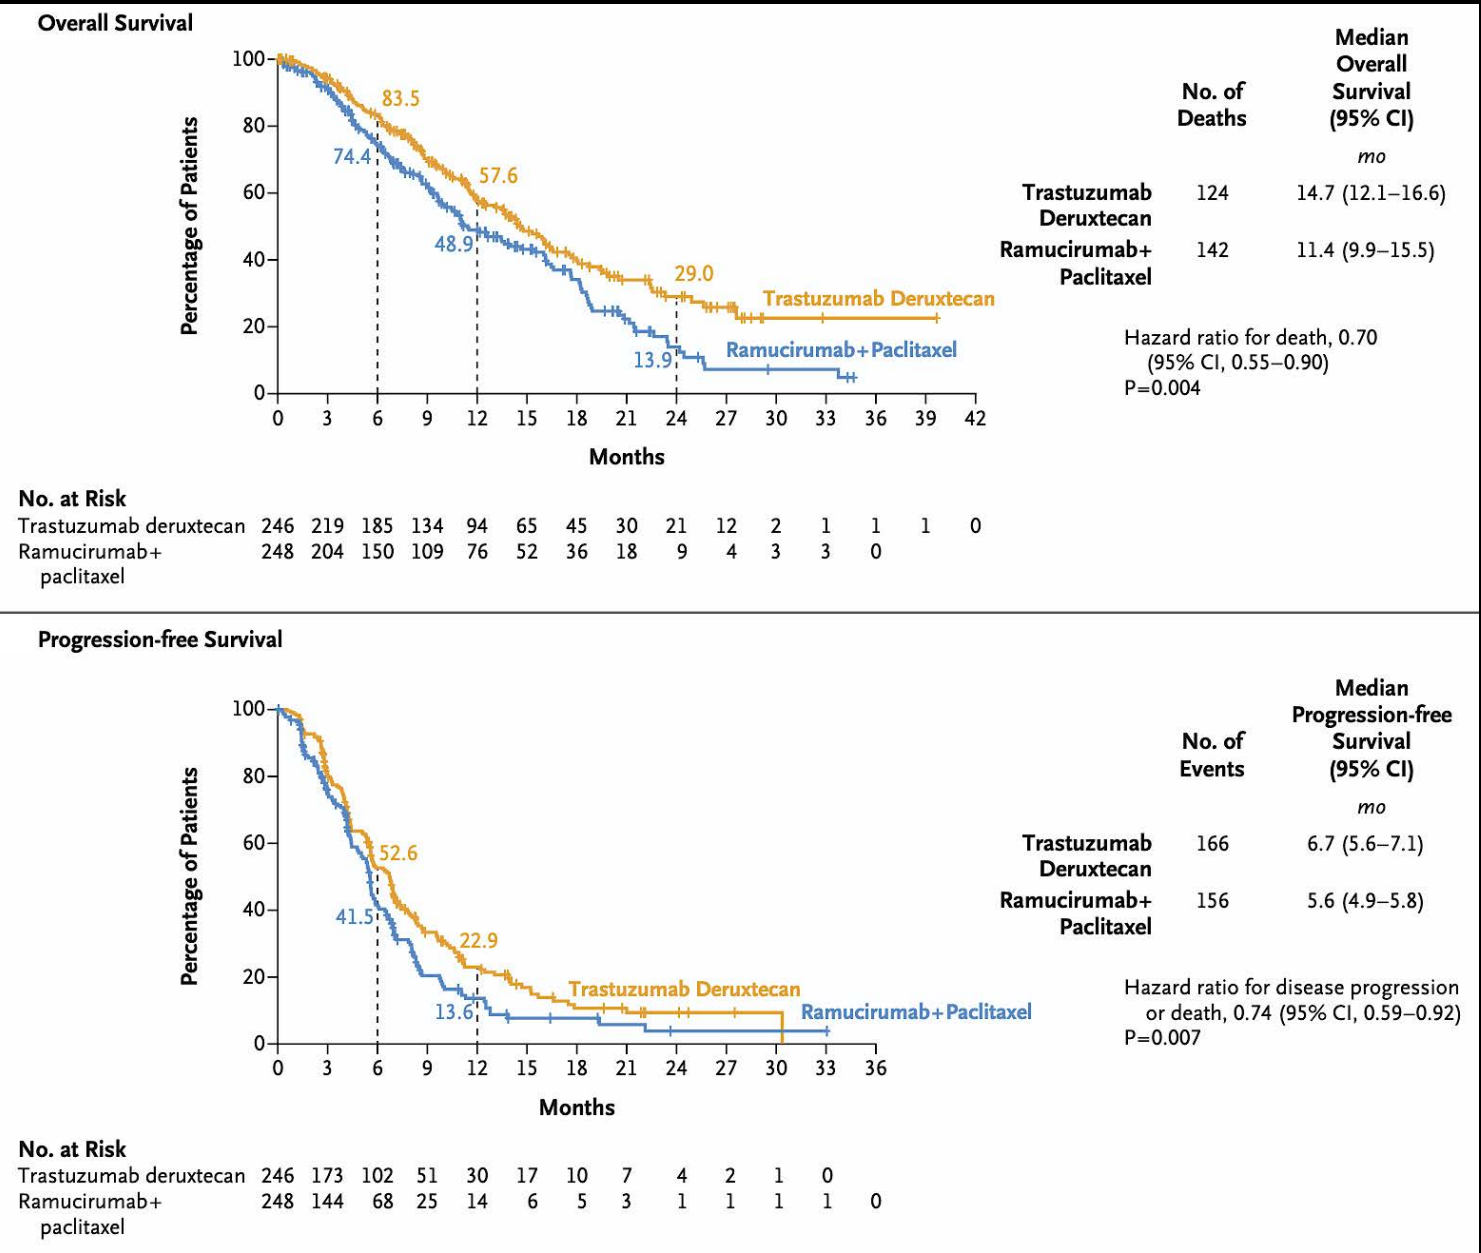 Overall Survival
Median
Overall
Survival
(95% CI)
No. of
Deaths
mo
Trastuzumab
Deruxtecan
124
14.7 (12.1–16.6)
Ramucirumab+
Paclitaxel
142
11.4 (9.9–15.5)
Hazard ratio for death, 0.70
(95% CI, 0.55–0.90)
P=0.004
Percentage of Patients
100
80
60
40
20
0
83.5
74.4
57.6
48.9
29.0
13.9
Trastuzumab Deruxtecan
Ramucirumab+Paclitaxel
0 3 6 9 12 15 18 21 24 27 30 33 36 39 42
Months
No. at Risk
Trastuzumab deruxtecan 246 219 185 134 94 65 45 30 21 12 2 1 1 1 0
Ramucirumab+ 248 204 150 109 76 52 36 18 9 4 3 3 0
paclitaxel
Progression-free Survival
Median
Progression-free
Survival
(95% CI)
No. of
Events
mo
Trastuzumab
Deruxtecan
166
6.7 (5.6–7.1)
Ramucirumab+
Paclitaxel
156
5.6 (4.9–5.8)
Hazard ratio for disease progression
or death, 0.74 (95% CI, 0.59–0.92)
P=0.007
Percentage of Patients
100
80
60
40
20
0
52.6
41.5
22.9
13.6
Trastuzumab Deruxtecan
Ramucirumab+Paclitaxel
0 3 6 9 12 15 18 21 24 27 30 33 36
Months
No. at Risk
Trastuzumab deruxtecan 246 173 102 51 30 17 10 7 4 2 1 0
Ramucirumab+ 248 144 68 25 14 6 5 3 1 1 1 1 0
paclitaxel